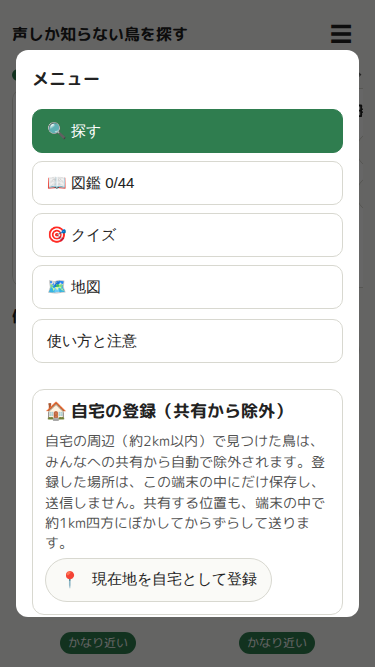 声しか知らない鳥を探す
メニュー
🔍 探す
📖 図鑑 0/44
🎯 クイズ
🗺️ 地図
使い方と注意
🏠 自宅の登録（共有から除外）
自宅の周辺（約2km以内）で見つけた鳥は、
みんなへの共有から自動で除外されます。登
録した場所は、この端末の中にだけ保存し、
送信しません。共有する位置も、端末の中で
約1km四方にぼかしてからずらして送りま
す。
📍 現在地を自宅として登録
かなり近い
かなり近い